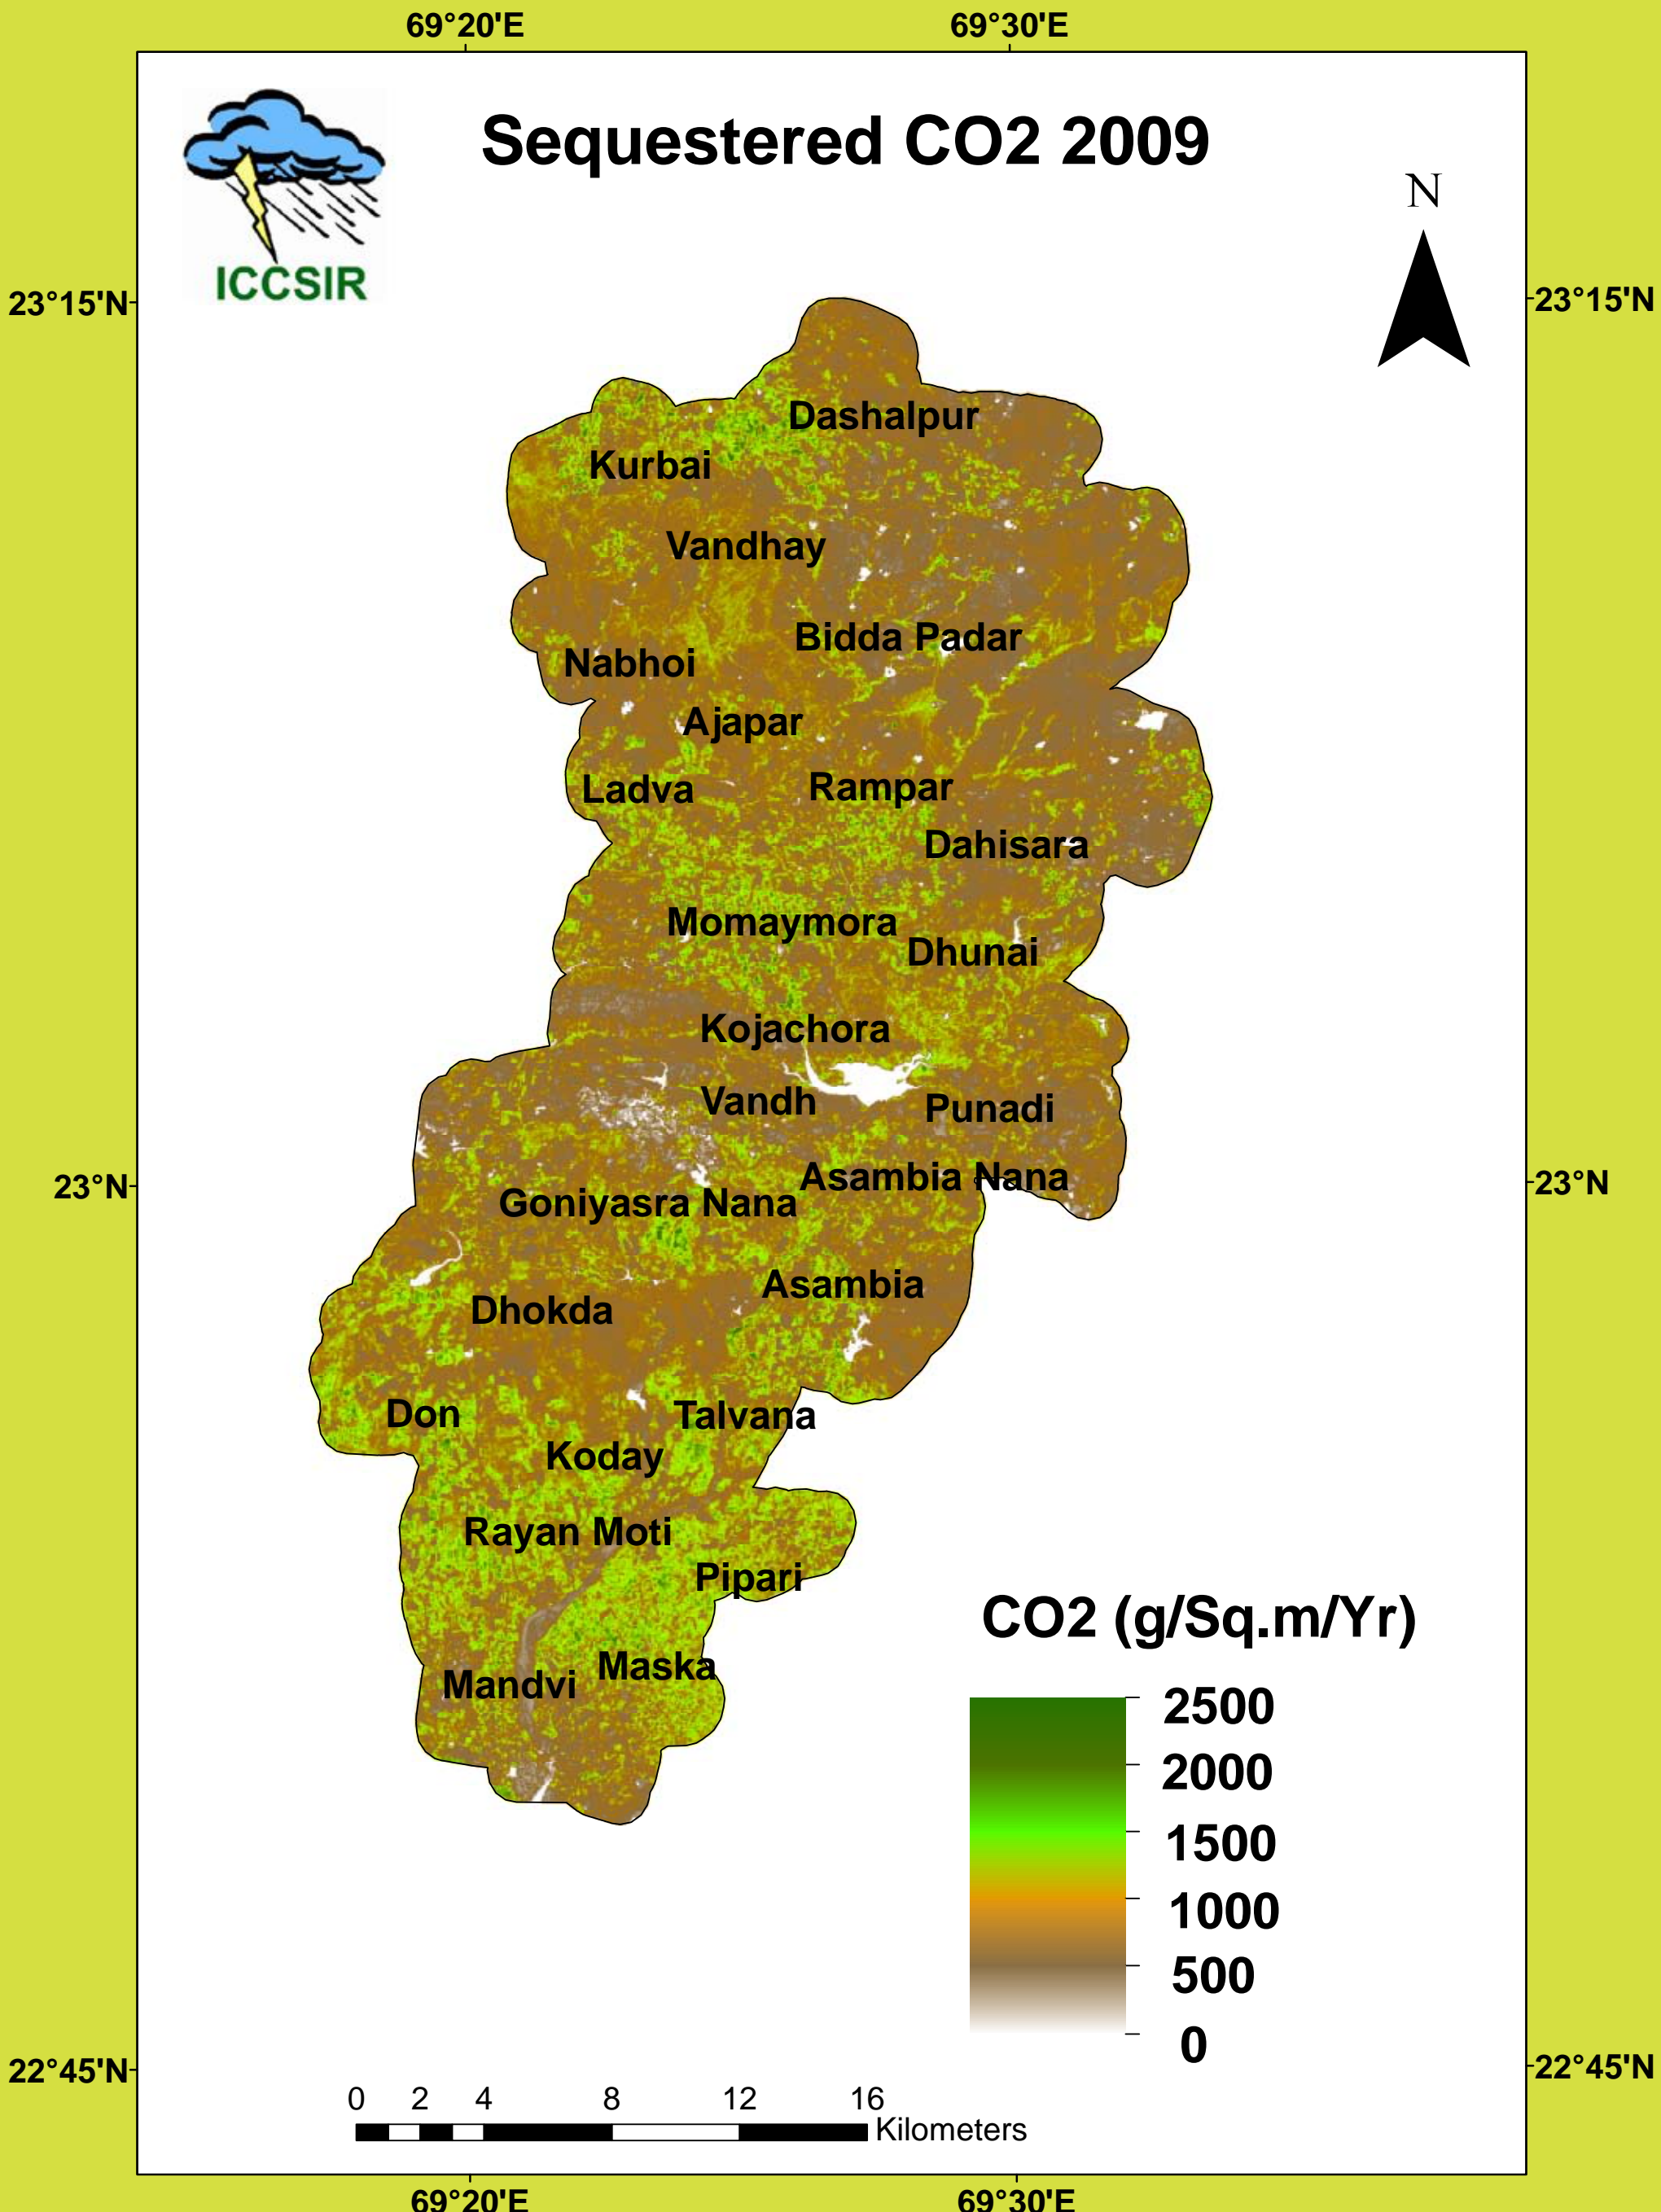 69°20'E 69°30'E
Sequestered CO2 2009
N
ICCSIR
23°15'N 23°15'N
Dashalpur
Kurbai
Vandhay
Bidda Padar
Nabhoi
Ajapar
Ladva
Rampar
Dahisara
Momaymora
Dhunai
Kojachora
Vandh
Punadi
Asambia Nana
23°N 23°N
Goniyasra Nana
Asambia
Dhokda
Don
Talvana
Koday
Rayan Moti
Pipari
Maska
Mandvi
CO2 (g/Sq.m/Yr)
2500
2000
1500
1000
500
0
22°45'N 22°45'N
0 2 4 8 12 16
Kilometers
69°20'E 69°30'E